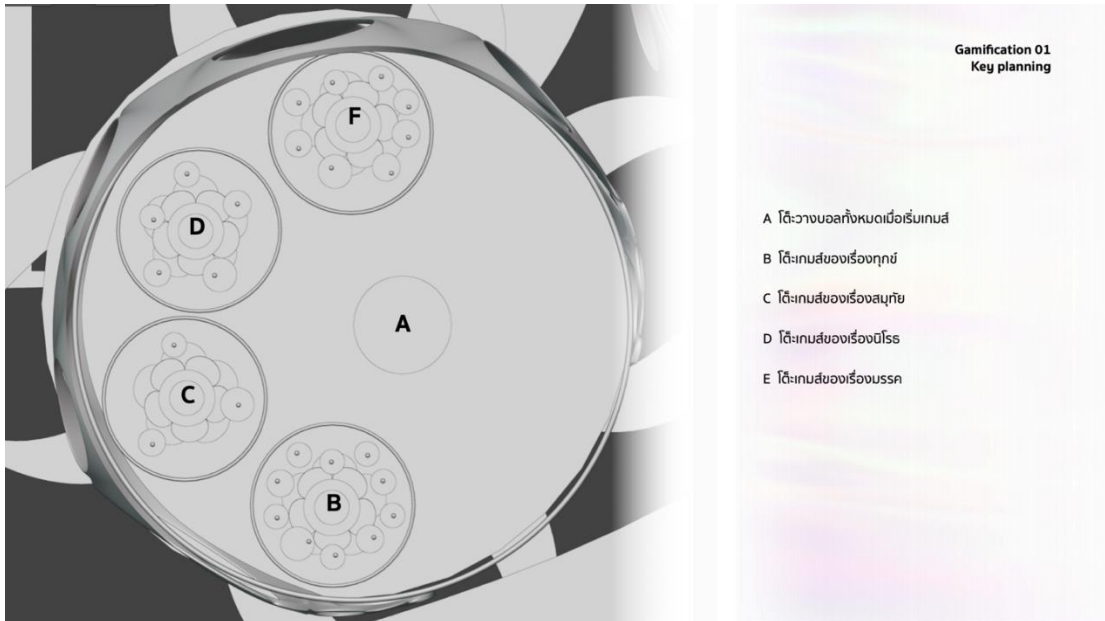 Gamification 01
Key planning
F
D
A
C
B
A โต๊ะวางบอลทั้งหมดเมื่อเริ่มเกมส์
B โต๊ะเกมส์ของเรื่องทุกข์
C โต๊ะเกมส์ของเรื่องสมุทัย
D โต๊ะเกมส์ของเรื่องนิโรธ
E โต๊ะเกมส์ของเรื่องมรรค